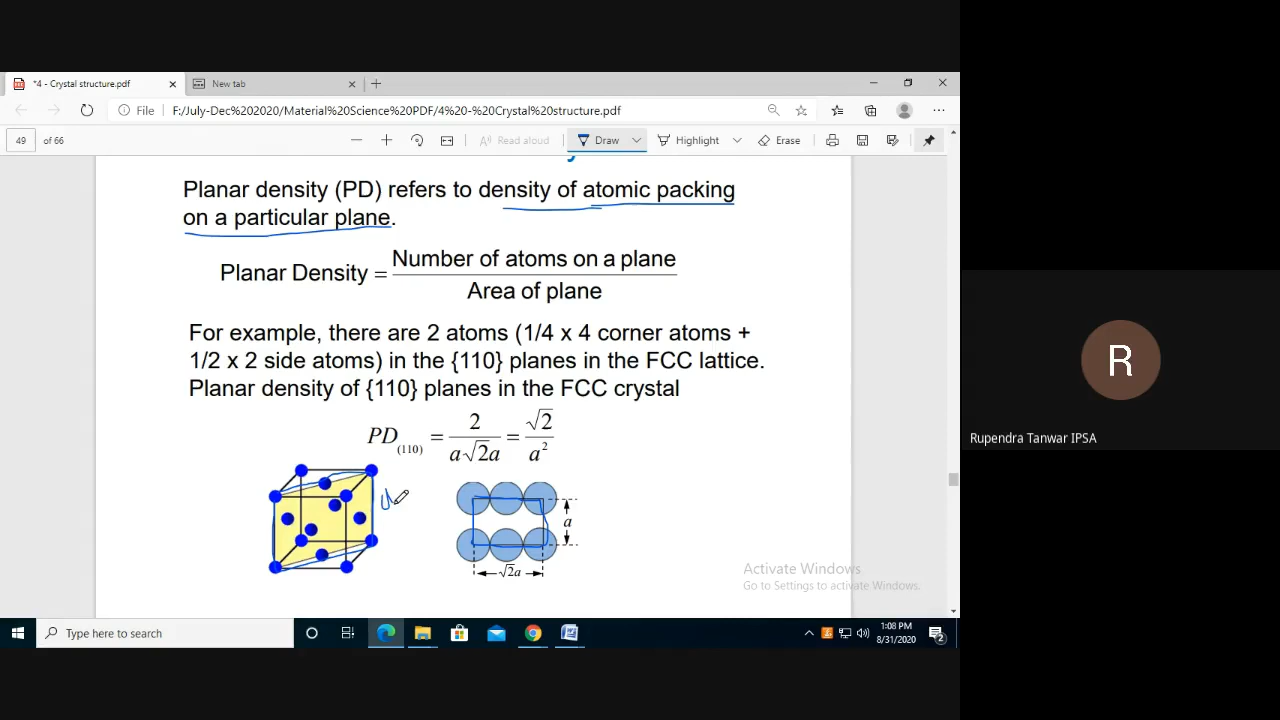 *4 - Crystal structure.pdf
New tab
File F:/July-Dec%202020/Material%20Science%20PDF/4%20-%20Crystal%20structure.pdf
49 of 66
Read aloud
Draw
Highlight
Erase
Planar density (PD) refers to density of atomic packing
on a particular plane.
Planar Density = Number of atoms on a plane
Area of plane
For example, there are 2 atoms (1/4 x 4 corner atoms +
1/2 x 2 side atoms) in the {110} planes in the FCC lattice.
Planar density of {110} planes in the FCC crystal
PD(110) = 2 / a√2a = √2 / a²
a
√2a
R
Rupendra Tanwar IPSA
Activate Windows
Go to Settings to activate Windows.
Type here to search
1:08 PM
8/31/2020
2